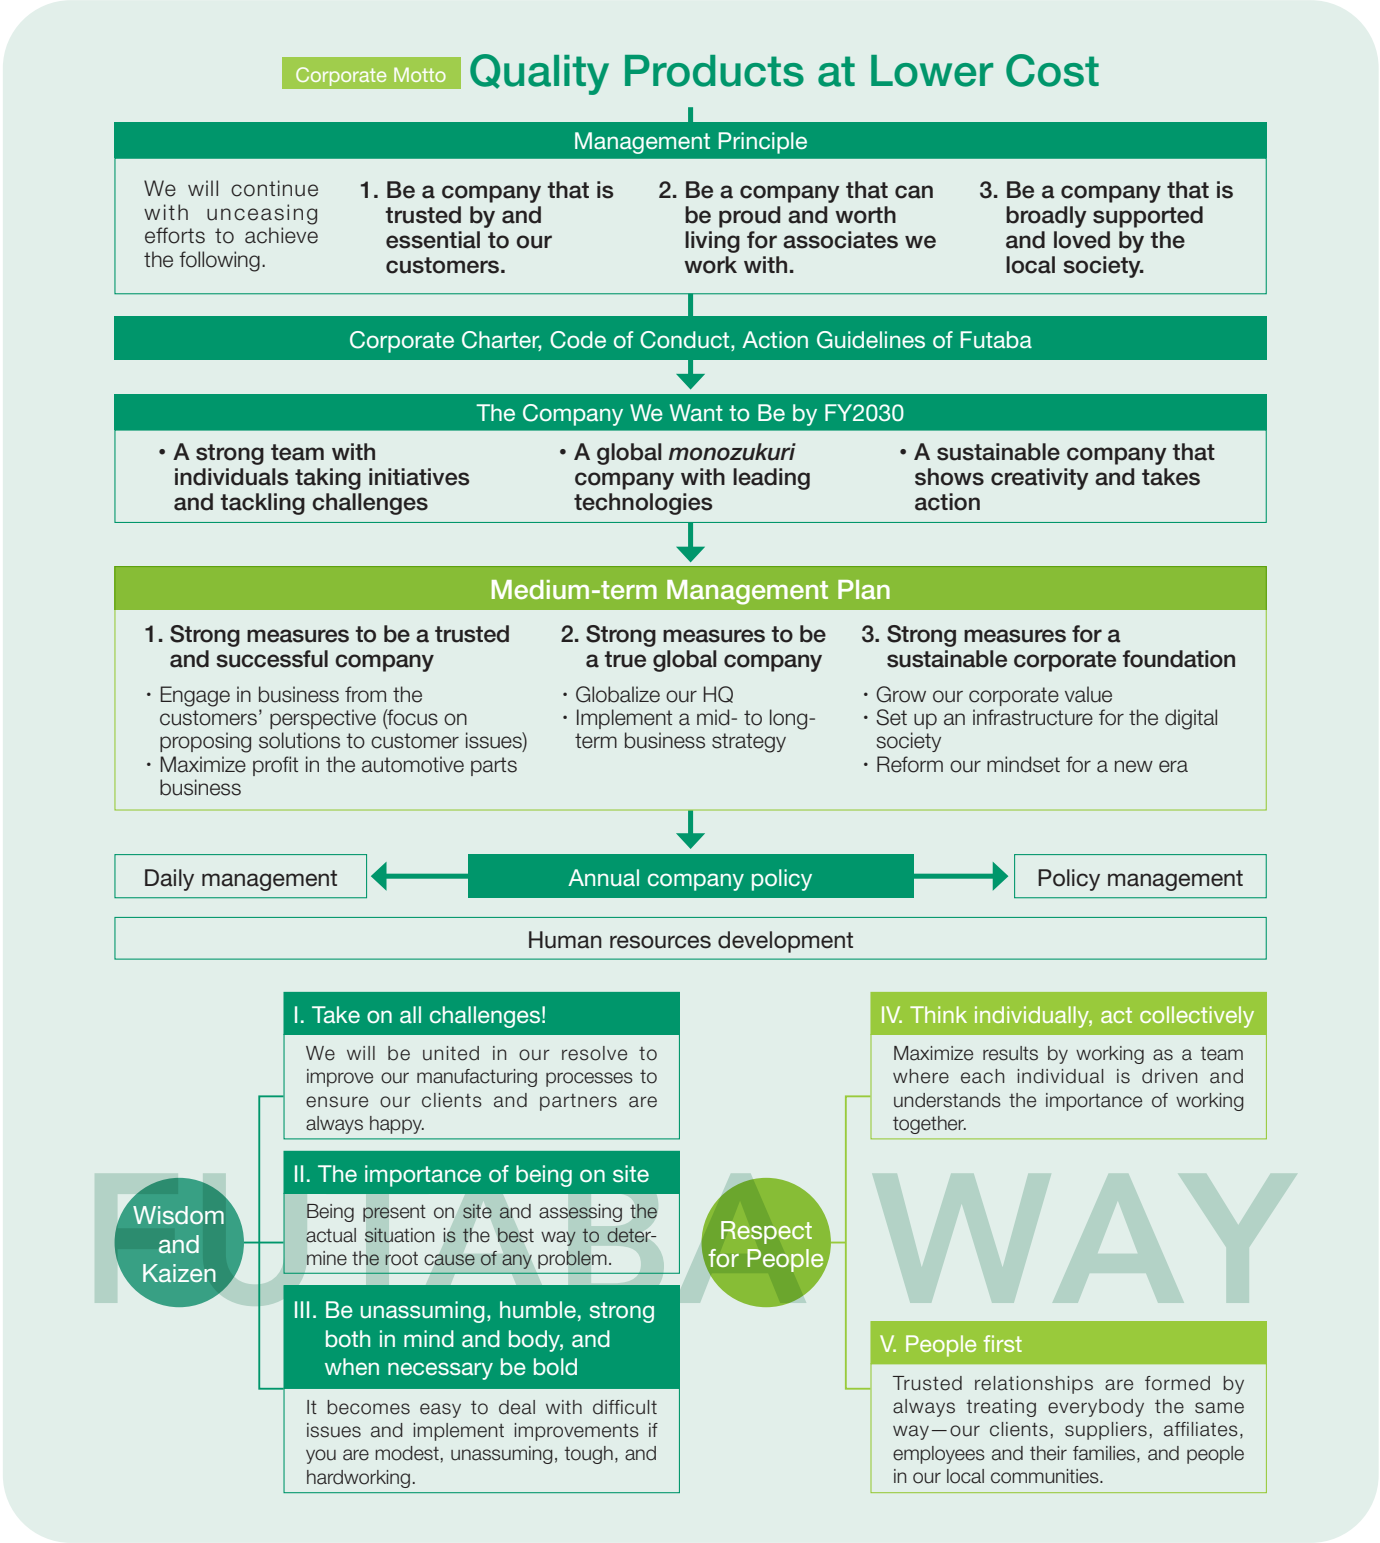 Corporate Motto Quality Products at Lower Cost
Management Principle
We will continue
with unceasing
efforts to achieve
the following.
1. Be a company that is
trusted by and
essential to our
customers.
2. Be a company that can
be proud and worth
living for associates we
work with.
3. Be a company that is
broadly supported
and loved by the
local society.
Corporate Charter, Code of Conduct, Action Guidelines of Futaba
The Company We Want to Be by FY2030
・A strong team with
individuals taking initiatives
and tackling challenges
・A global monozukuri
company with leading
technologies
・A sustainable company that
shows creativity and takes
action
Medium-term Management Plan
1. Strong measures to be a trusted
and successful company
・Engage in business from the
customers’ perspective (focus on
proposing solutions to customer issues)
・Maximize profit in the automotive parts
business
2. Strong measures to be
a true global company
・Globalize our HQ
・Implement a mid- to long-
term business strategy
3. Strong measures for a
sustainable corporate foundation
・Grow our corporate value
・Set up an infrastructure for the digital
society
・Reform our mindset for a new era
Daily management
Annual company policy
Policy management
Human resources development
FUTABA WAY
Wisdom
and
Kaizen
I. Take on all challenges!
We will be united in our resolve to
improve our manufacturing processes to
ensure our clients and partners are
always happy.
II. The importance of being on site
Being present on site and assessing the
actual situation is the best way to deter-
mine the root cause of any problem.
III. Be unassuming, humble, strong
both in mind and body, and
when necessary be bold
It becomes easy to deal with difficult
issues and implement improvements if
you are modest, unassuming, tough, and
hardworking.
Respect
for People
IV. Think individually, act collectively
Maximize results by working as a team
where each individual is driven and
understands the importance of working
together.
V. People first
Trusted relationships are formed by
always treating everybody the same
way—our clients, suppliers, affiliates,
employees and their families, and people
in our local communities.